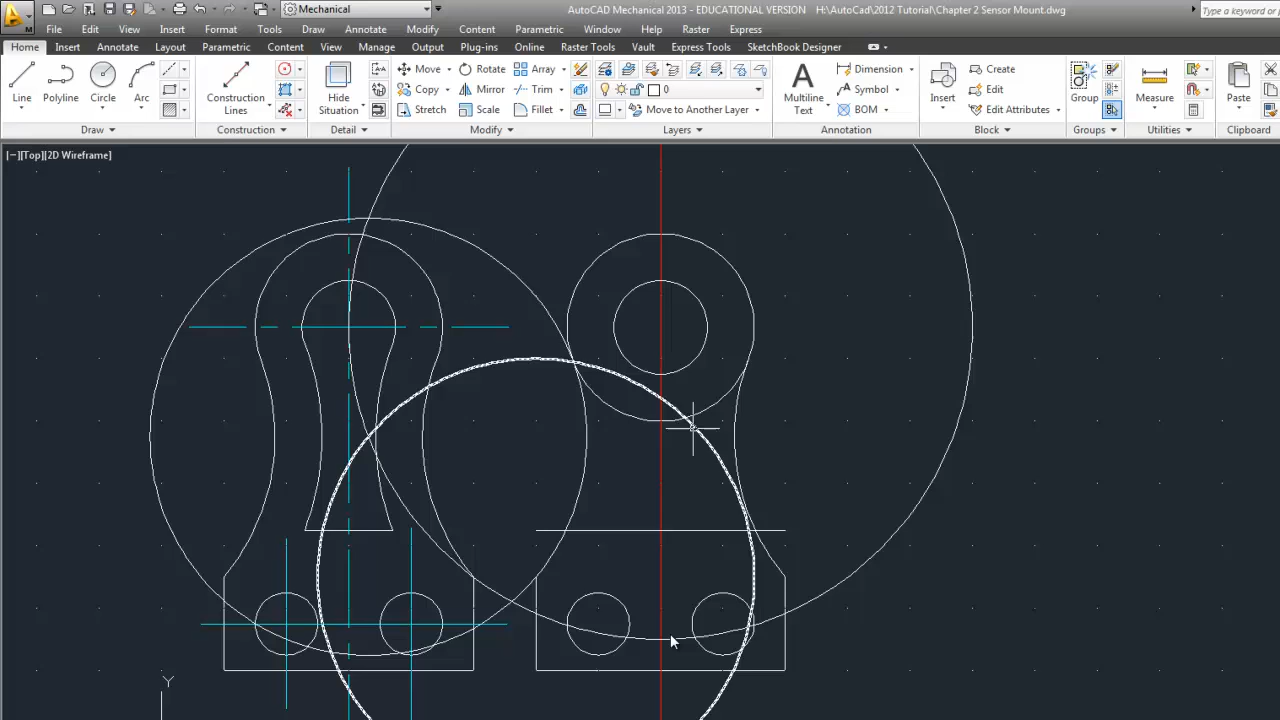 Mechanical
AutoCAD Mechanical 2013 - EDUCATIONAL VERSION H:\AutoCad\2012 Tutorial\Chapter 2 Sensor Mount.dwg
Type a keyword or
File Edit View Insert Format Tools Draw Annotate Modify Content Parametric Window Help Raster Express
Home Insert Annotate Layout Parametric Content View Manage Output Plug-ins Online Raster Tools Vault Express Tools SketchBook Designer
Line Polyline Circle Arc
Construction Lines
Hide Situation
Move Rotate Array
Copy Mirror Trim
Stretch Scale Fillet
0
Move to Another Layer
Multiline Text
Dimension
Symbol
BOM
Insert
Create
Edit
Edit Attributes
Group
Measure
Paste
Draw Construction Detail Modify Layers Annotation Block Groups Utilities Clipboard
[–][Top][2D Wireframe]
Y